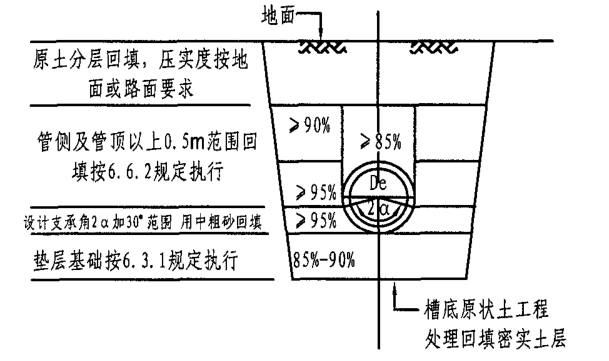 地面
原土分层回填,压实度按地
面或路面要求
≥90%
≥85%
管侧及管顶以上0.5m范围回
填按6.6.2规定执行
≥95%
De
2α
设计支承角2α加30°范围 用中粗砂回填
≥95%
垫层基础按6.3.1规定执行
85%-90%
槽底原状土工程
处理回填密实土层